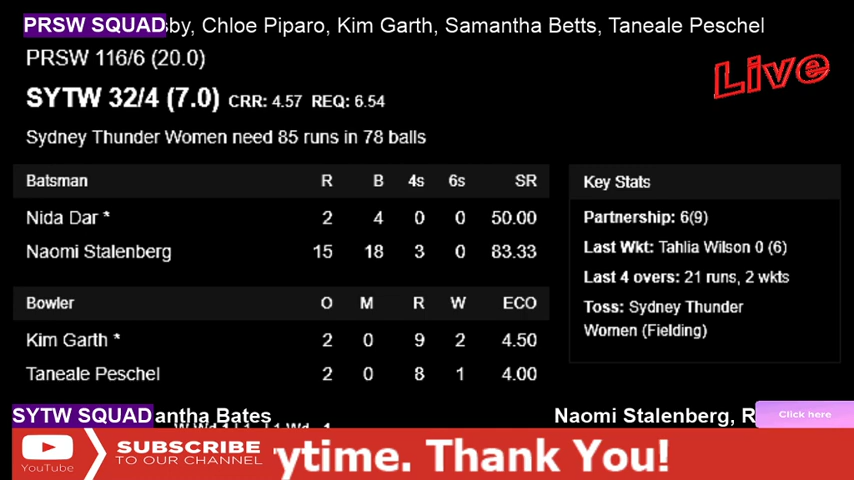 PRSW SQUAD sby, Chloe Piparo, Kim Garth, Samantha Betts, Taneale Peschel
PRSW 116/6 (20.0)
Live
SYTW 32/4 (7.0) CRR: 4.57 REQ: 6.54
Sydney Thunder Women need 85 runs in 78 balls
Batsman R B 4s 6s SR
Nida Dar * 2 4 0 0 50.00
Naomi Stalenberg 15 18 3 0 83.33
Bowler O M R W ECO
Kim Garth * 2 0 9 2 4.50
Taneale Peschel 2 0 8 1 4.00
Key Stats
Partnership: 6(9)
Last Wkt: Tahlia Wilson 0 (6)
Last 4 overs: 21 runs, 2 wkts
Toss: Sydney Thunder
Women (Fielding)
SYTW SQUAD antha Bates Naomi Stalenberg, R
Click here
YouTube
SUBSCRIBE
TO OUR CHANNEL
ytime. Thank You!